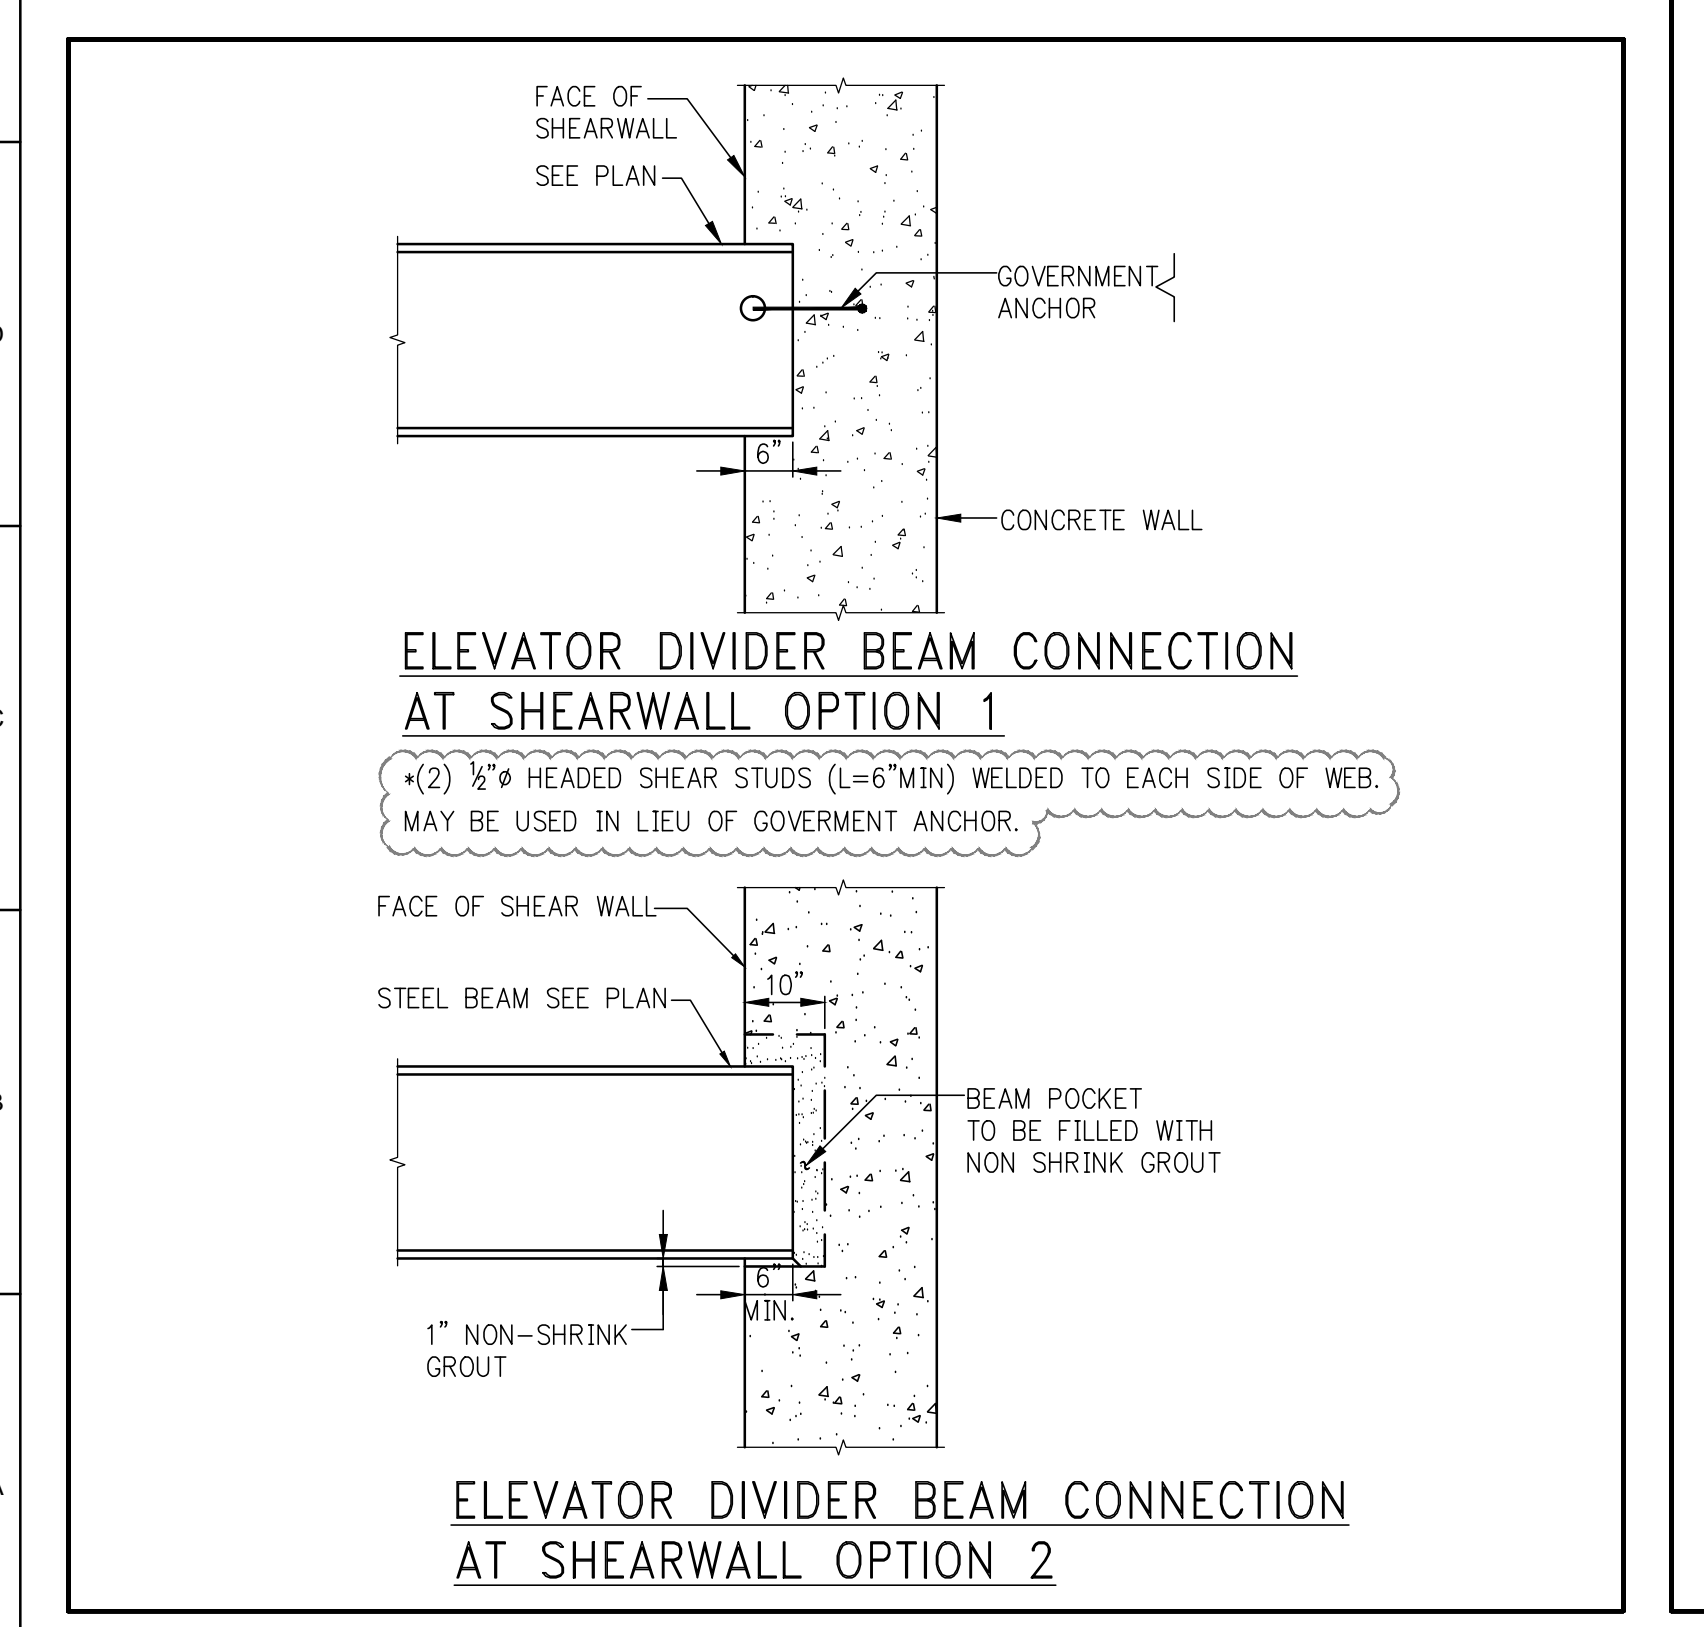 FACE OF
SHEARWALL
SEE PLAN
GOVERNMENT
ANCHOR
6"
CONCRETE WALL
ELEVATOR DIVIDER BEAM CONNECTION
AT SHEARWALL OPTION 1
*(2) ½"ø HEADED SHEAR STUDS (L=6"MIN) WELDED TO EACH SIDE OF WEB.
MAY BE USED IN LIEU OF GOVERMENT ANCHOR.
FACE OF SHEAR WALL
10"
STEEL BEAM SEE PLAN
BEAM POCKET
TO BE FILLED WITH
NON SHRINK GROUT
6"
MIN.
1" NON-SHRINK
GROUT
ELEVATOR DIVIDER BEAM CONNECTION
AT SHEARWALL OPTION 2